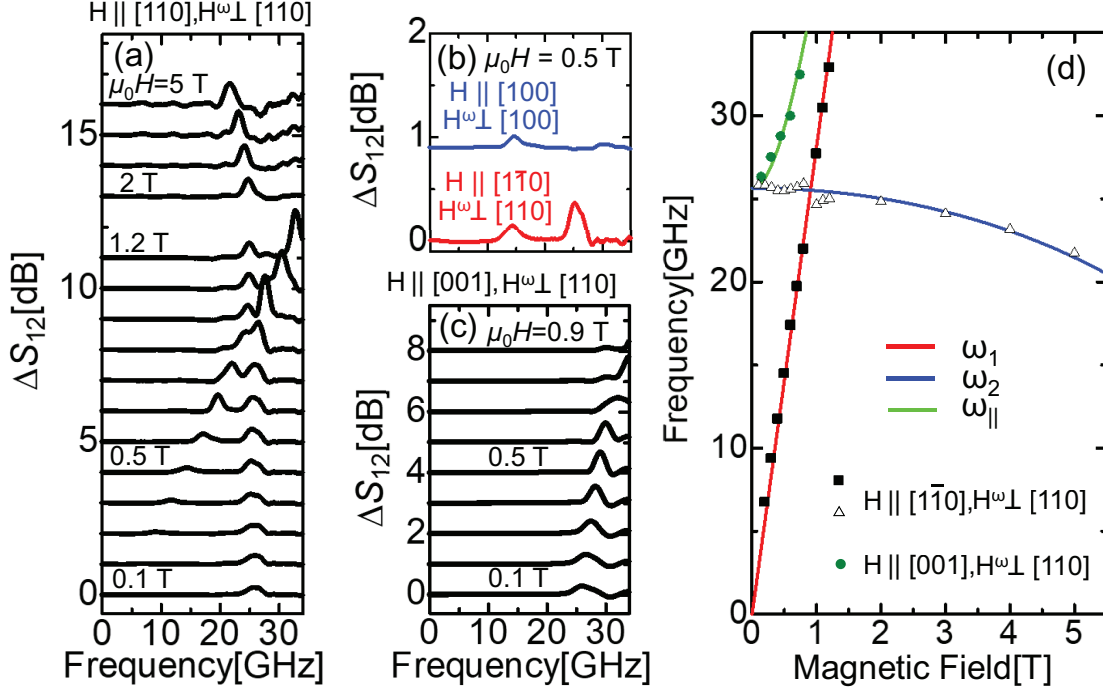 H || [110],H^ω⊥ [110]
(a)
μ₀H=5 T
2 T
1.2 T
0.5 T
0.1 T
15
10
5
0
ΔS₁₂[dB]
0 10 20 30
Frequency[GHz]
(b) μ₀H = 0.5 T
H || [100]
H^ω⊥ [100]
H || [11̄0]
H^ω⊥ [110]
2
1
0
ΔS₁₂[dB]
H || [001],H^ω⊥ [110]
(c) μ₀H=0.9 T
0.5 T
0.1 T
8
6
4
2
0
ΔS₁₂[dB]
0 10 20 30
Frequency[GHz]
(d)
30
20
10
0
Frequency[GHz]
ω₁
ω₂
ω||
H || [11̄0],H^ω⊥ [110]
H || [001],H^ω⊥ [110]
0 1 2 3 4 5
Magnetic Field[T]